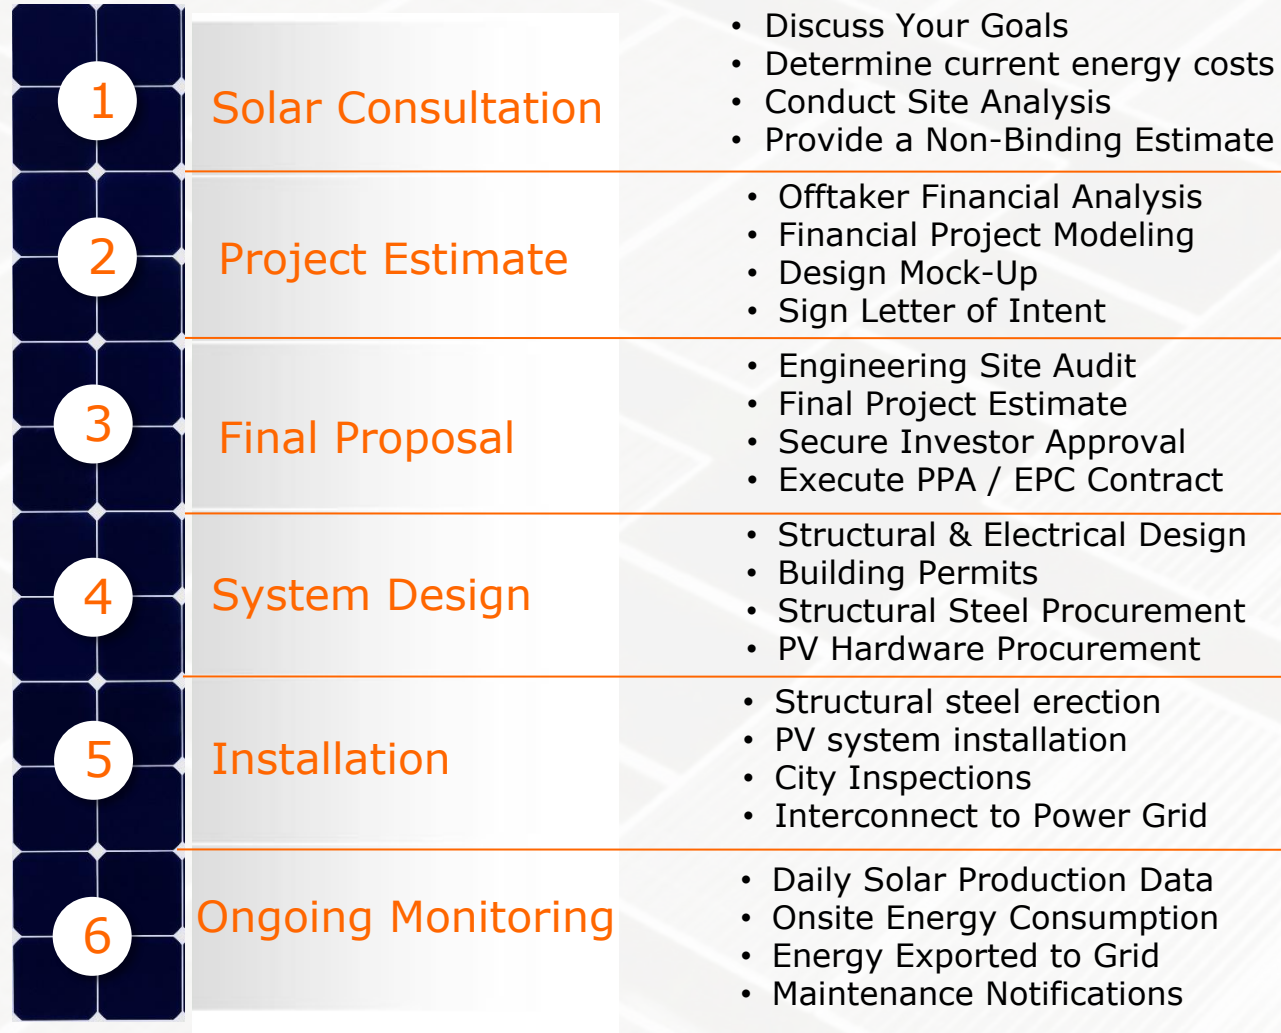 1
Solar Consultation
• Discuss Your Goals
• Determine current energy costs
• Conduct Site Analysis
• Provide a Non-Binding Estimate
2
Project Estimate
• Offtaker Financial Analysis
• Financial Project Modeling
• Design Mock-Up
• Sign Letter of Intent
3
Final Proposal
• Engineering Site Audit
• Final Project Estimate
• Secure Investor Approval
• Execute PPA / EPC Contract
4
System Design
• Structural & Electrical Design
• Building Permits
• Structural Steel Procurement
• PV Hardware Procurement
5
Installation
• Structural steel erection
• PV system installation
• City Inspections
• Interconnect to Power Grid
6
Ongoing Monitoring
• Daily Solar Production Data
• Onsite Energy Consumption
• Energy Exported to Grid
• Maintenance Notifications